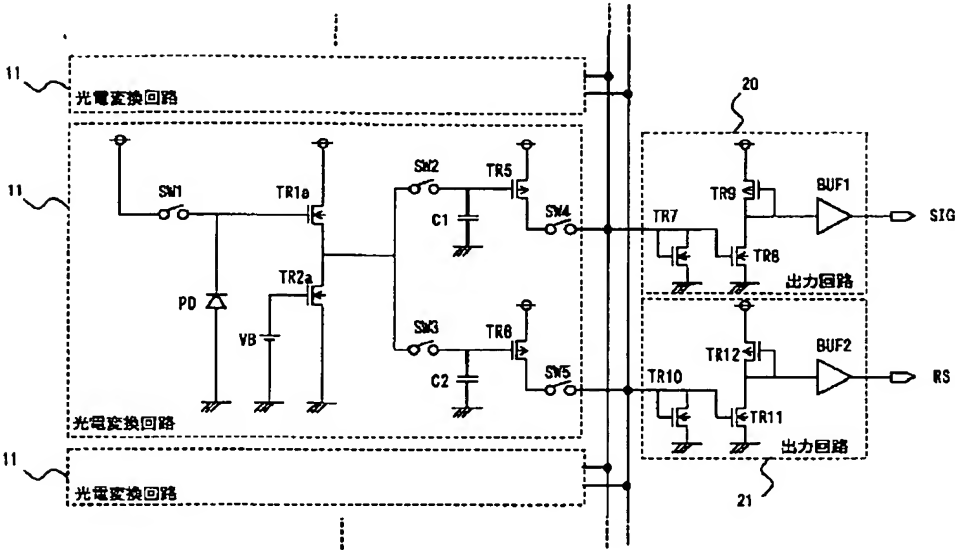 11
光電変換回路
11
SW1
TR1a
TR2a
PD
VB
SW2
C1
TR5
SW4
SW3
C2
TR6
SW5
光電変換回路
11
光電変換回路
20
TR9
BUF1
SIG
TR7
TR8
出力回路
TR12
BUF2
RS
TR10
TR11
出力回路
21